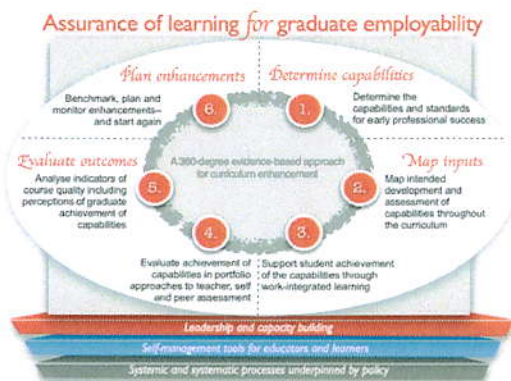 Assurance of learning for graduate employability
Plan enhancements
Benchmark, plan and
monitor enhancements–
and start again
6.
Determine capabilities
1.
Determine the
capabilities and standards
for early professional success
Evaluate outcomes
Analyse indicators of
course quality including
perceptions of graduate
achievement of
capabilities
5.
A 360-degree evidence-based approach
for curriculum enhancement
Map inputs
2.
Map intended
development and
assessment of
capabilities throughout
the curriculum
4.
Evaluate achievement of
capabilities in portfolio
approaches to teacher, self
and peer assessment
3.
Support student achievement
of the capabilities through
work-integrated learning
Leadership and capacity building
Self-management tools for educators and learners
Systemic and systematic processes underpinned by policy